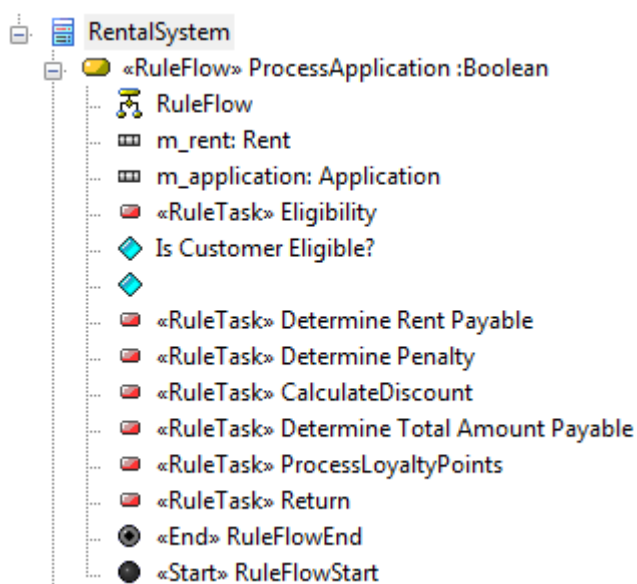 RentalSystem
«RuleFlow» ProcessApplication :Boolean
RuleFlow
m_rent: Rent
m_application: Application
«RuleTask» Eligibility
Is Customer Eligible?
«RuleTask» Determine Rent Payable
«RuleTask» Determine Penalty
«RuleTask» CalculateDiscount
«RuleTask» Determine Total Amount Payable
«RuleTask» ProcessLoyaltyPoints
«RuleTask» Return
«End» RuleFlowEnd
«Start» RuleFlowStart